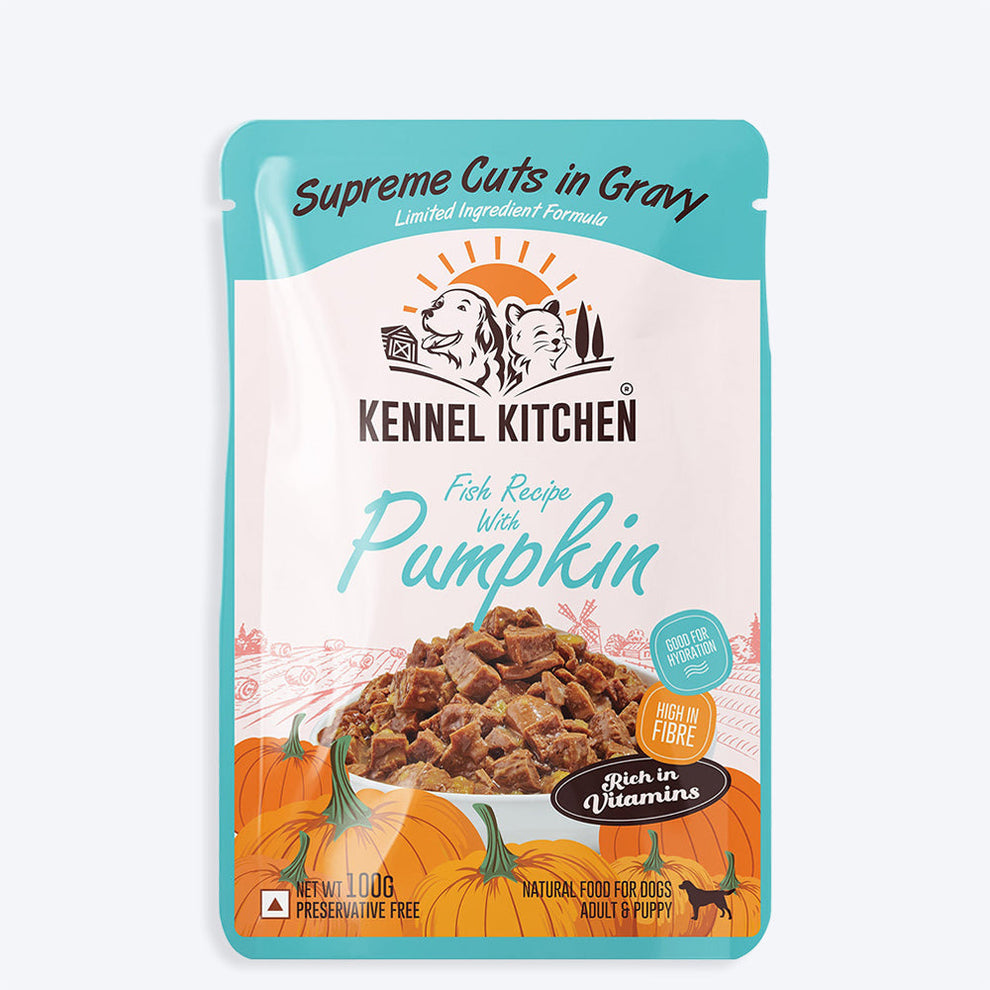 Supreme Cuts in Gravy
Limited Ingredient Formula
®
KENNEL KITCHEN
Fish Recipe
With
Pumpkin
GOOD FOR
HYDRATION
HIGH IN
FIBRE
Rich in
Vitamins
NET WT 100G
PRESERVATIVE FREE
NATURAL FOOD FOR DOGS
ADULT & PUPPY